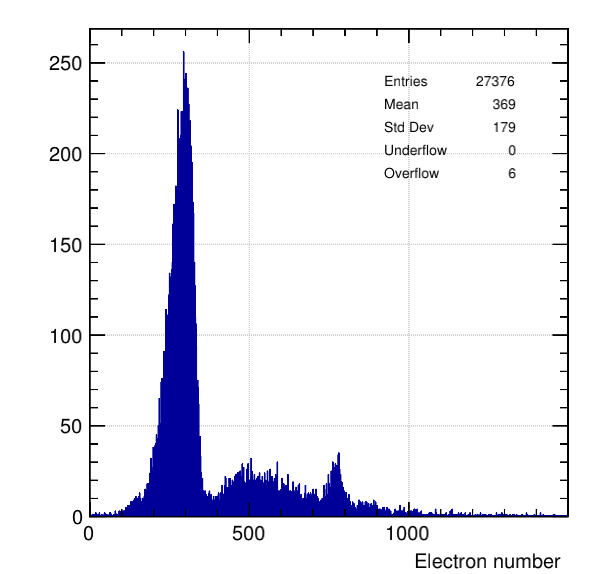 250
Entries 27376
Mean 369
Std Dev 179
Underflow 0
Overflow 6
200
150
100
50
0
0 500 1000
Electron number